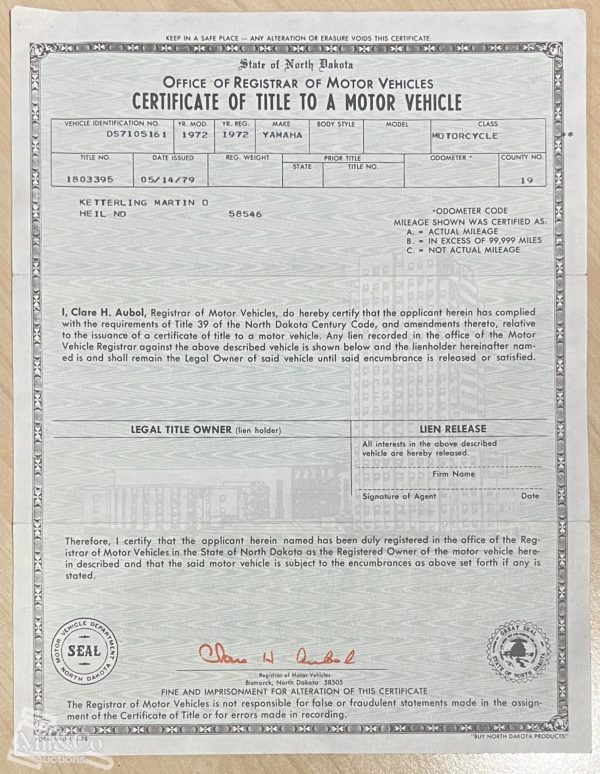 KEEP IN A SAFE PLACE — ANY ALTERATION OR ERASURE VOIDS THIS CERTIFICATE.
State of North Dakota
OFFICE OF REGISTRAR OF MOTOR VEHICLES
CERTIFICATE OF TITLE TO A MOTOR VEHICLE
VEHICLE IDENTIFICATION NO. YR. MOD. YR. REG. MAKE BODY STYLE MODEL CLASS
DS7105161 1972 1972 YAMAHA MOTORCYCLE **
TITLE NO. DATE ISSUED REG. WEIGHT PRIOR TITLE ODOMETER * COUNTY NO.
STATE TITLE NO.
1803395 05/14/79 19
KETTERLING MARTIN O
HEIL ND 58546
*ODOMETER CODE
MILEAGE SHOWN WAS CERTIFIED AS:
A. = ACTUAL MILEAGE
B. = IN EXCESS OF 99,999 MILES
C. = NOT ACTUAL MILEAGE
I, Clare H. Aubol, Registrar of Motor Vehicles, do hereby certify that the applicant herein has complied
with the requirements of Title 39 of the North Dakota Century Code, and amendments thereto, relative
to the issuance of a certificate of title to a motor vehicle. Any lien recorded in the office of the Motor
Vehicle Registrar against the above described vehicle is shown below and the lienholder hereinafter nam-
ed is and shall remain the Legal Owner of said vehicle until said encumbrance is released or satisfied.
LEGAL TITLE OWNER (lien holder)
LIEN RELEASE
All interests in the above described
vehicle are hereby released.
Firm Name
Signature of Agent Date
Therefore, I certify that the applicant herein named has been duly registered in the office of the Reg-
istrar of Motor Vehicles in the State of North Dakota as the Registered Owner of the motor vehicle here-
in described and that the said motor vehicle is subject to the encumbrances as above set forth if any is
stated.
MOTOR VEHICLE DEPARTMENT
SEAL
NORTH DAKOTA
Clare H Aubol
GREAT SEAL
STATE OF NORTH DAKOTA
Registrar of Motor Vehicles
Bismarck, North Dakota 58505
FINE AND IMPRISONMENT FOR ALTERATION OF THIS CERTIFICATE
The Registrar of Motor Vehicles is not responsible for false or fraudulent statements made in the assign-
ment of the Certificate of Title or for errors made in recording.
"BUY NORTH DAKOTA PRODUCTS"
Auctions